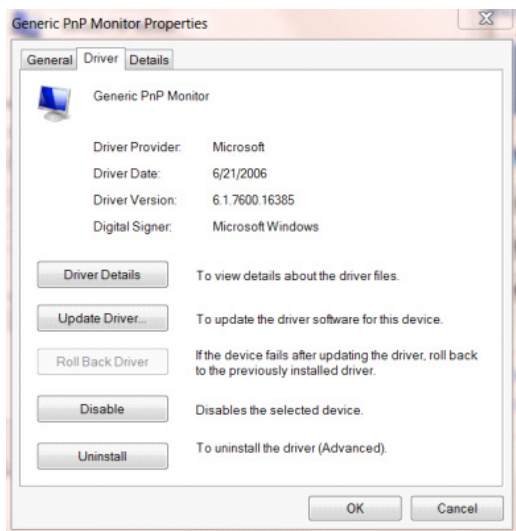 Generic PnP Monitor Properties
General Driver Details
Generic PnP Monitor
Driver Provider: Microsoft
Driver Date: 6/21/2006
Driver Version: 6.1.7600.16385
Digital Signer: Microsoft Windows
Driver Details To view details about the driver files.
Update Driver... To update the driver software for this device.
Roll Back Driver If the device fails after updating the driver, roll back
to the previously installed driver.
Disable Disables the selected device.
Uninstall To uninstall the driver (Advanced).
OK Cancel